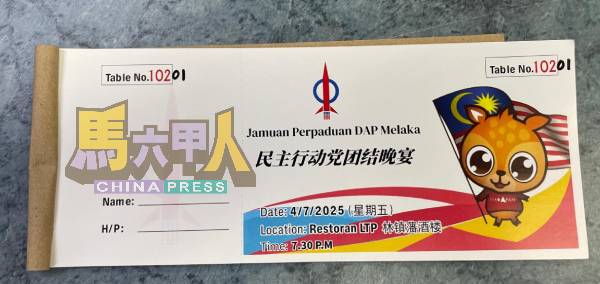 Table No.10201
Table No.10201
Jamuan Perpaduan DAP Melaka
民主行动党团结晚宴
馬六甲人
CHINA PRESS
Name:
H/P:
Date: 4/7/2025 (星期五)
Location: Restoran LTP 林镇潘酒楼
Time: 7.30 P.M